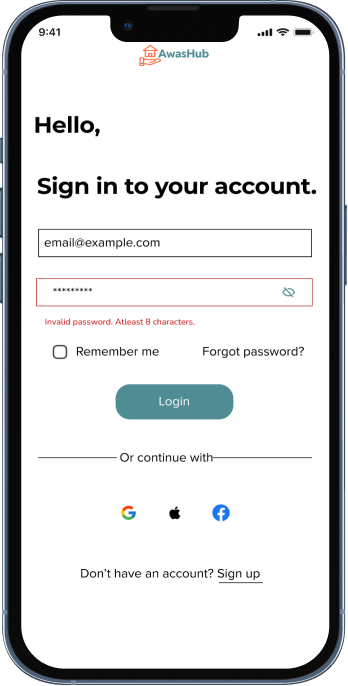 9:41
AwasHub
Hello,
Sign in to your account.
email@example.com
*********
Invalid password. Atleast 8 characters.
Remember me Forgot password?
Login
Or continue with
Don't have an account? Sign up